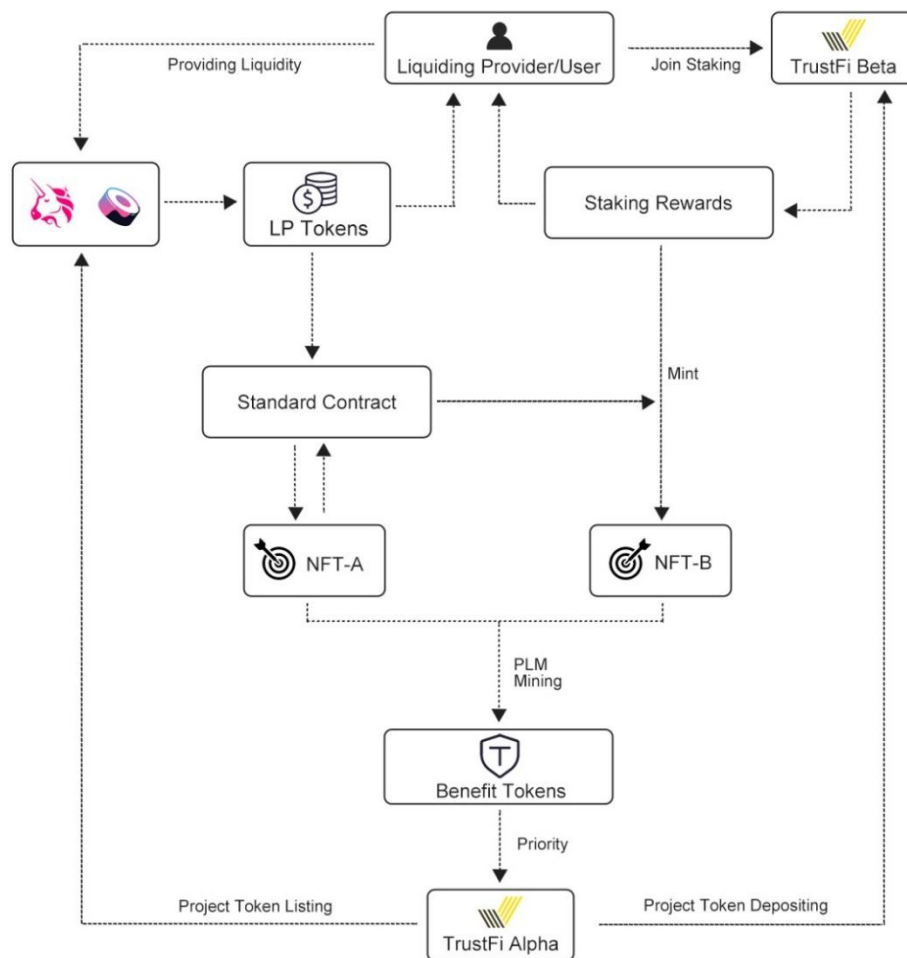 Providing Liquidity
Liquiding Provider/User
Join Staking
TrustFi Beta
$
LP Tokens
Staking Rewards
Standard Contract
Mint
NFT-A
NFT-B
PLM
Mining
T
Benefit Tokens
Priority
Project Token Listing
TrustFi Alpha
Project Token Depositing